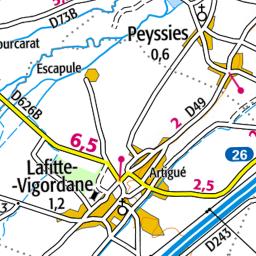 D73B
ourcarat
Peyssies
0,6
Escapule
D626B
D49
2
6,5
26
Lafitte-
-Vigordane
1,2
Artigué
2,5
D243